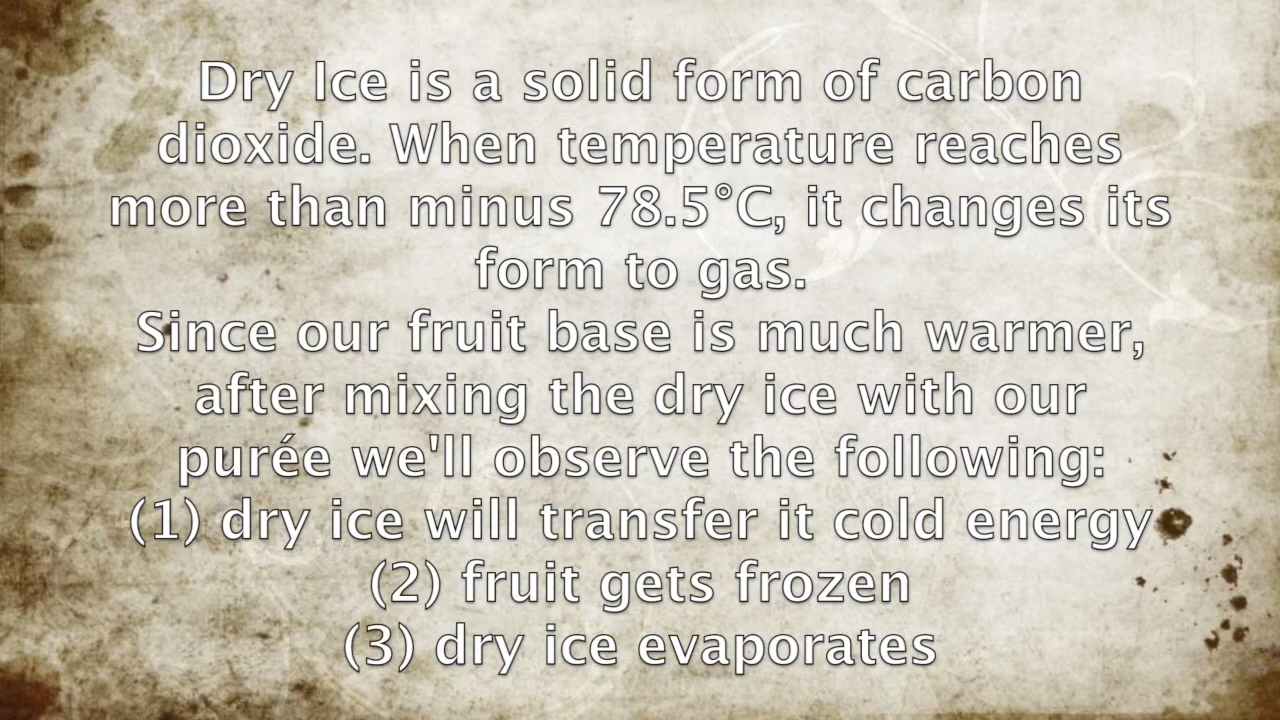 Dry Ice is a solid form of carbon
dioxide. When temperature reaches
more than minus 78.5°C, it changes its
form to gas.
Since our fruit base is much warmer,
after mixing the dry ice with our
purée we'll observe the following:
(1) dry ice will transfer it cold energy
(2) fruit gets frozen
(3) dry ice evaporates